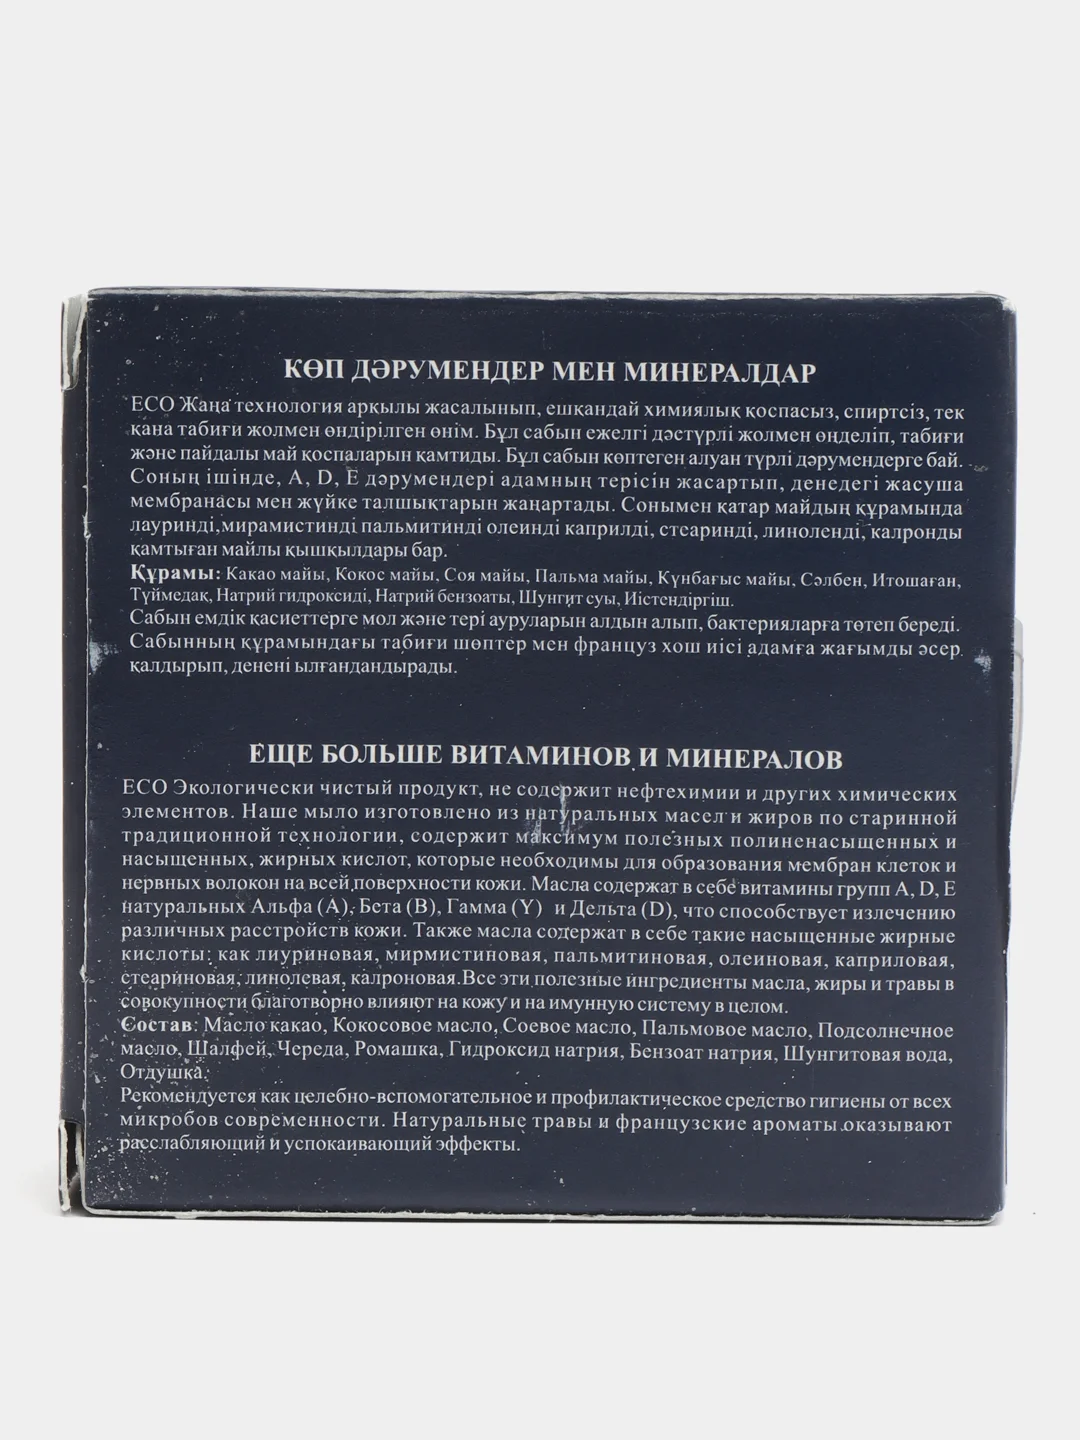 КӨП ДӘРУМЕНДЕР МЕН МИНЕРАЛДАР
ECO Жаңа технология арқылы жасалынып, ешқандай химиялық қоспасыз, спиртсіз, тек
қана табиғи жолмен өндірілген өнім. Бұл сабын ежелгі дәстүрлі жолмен өңделіп, табиғи
және пайдалы май қоспаларын қамтиды. Бұл сабын көптеген алуан түрлі дәрумендерге бай.
Соның ішінде, А, D, Е дәрумендері адамның терісін жасартып, денедегі жасуша
мембранасы мен жүйке талшықтарын жаңартады. Сонымен қатар майдың құрамында
лауринді,мирамистинді пальмитинді олеинді каприлді, стеаринді, линоленді, калронды
қамтыған майлы қышқылдары бар.
Құрамы: Какао майы, Кокос майы, Соя майы, Пальма майы, Күнбағыс майы, Сәлбен, Итошаған,
Түймедақ, Натрий гидроксиді, Натрий бензоаты, Шунгит суы, Иістендіргіш.
Сабын емдік қасиеттерге мол және тері ауруларын алдын алып, бактерияларға төтеп береді.
Сабынның құрамындағы табиғи шөптер мен француз хош иісі адамға жағымды әсер
қалдырып, денені ылғандандырады.
ЕЩЕ БОЛЬШЕ ВИТАМИНОВ И МИНЕРАЛОВ
ECO Экологически чистый продукт, не содержит нефтехимии и других химических
элементов. Наше мыло изготовлено из натуральных масел и жиров по старинной
традиционной технологии, содержит максимум полезных полиненасыщенных и
насыщенных, жирных кислот, которые необходимы для образования мембран клеток и
нервных волокон на всей поверхности кожи. Масла содержат в себе витамины групп А, D, Е
натуральных Альфа (А), Бета (В), Гамма (Y) и Дельта (D), что способствует излечению
различных расстройств кожи. Также масла содержат в себе такие насыщенные жирные
кислоты: как лиуриновая, мирмистиновая, пальмитиновая, олеиновая, каприловая,
стеариновая, линолевая, калроновая.Все эти полезные ингредиенты масла, жиры и травы в
совокупности благотворно влияют на кожу и на имунную систему в целом.
Состав: Масло какао, Кокосовое масло, Соевое масло, Пальмовое масло, Подсолнечное
масло, Шалфей, Череда, Ромашка, Гидроксид натрия, Бензоат натрия, Шунгитовая вода,
Отдушка.
Рекомендуется как целебно-вспомогательное и профилактическое средство гигиены от всех
микробов современности. Натуральные травы и французские ароматы оказывают
расслабляющий и успокаивающий эффекты.